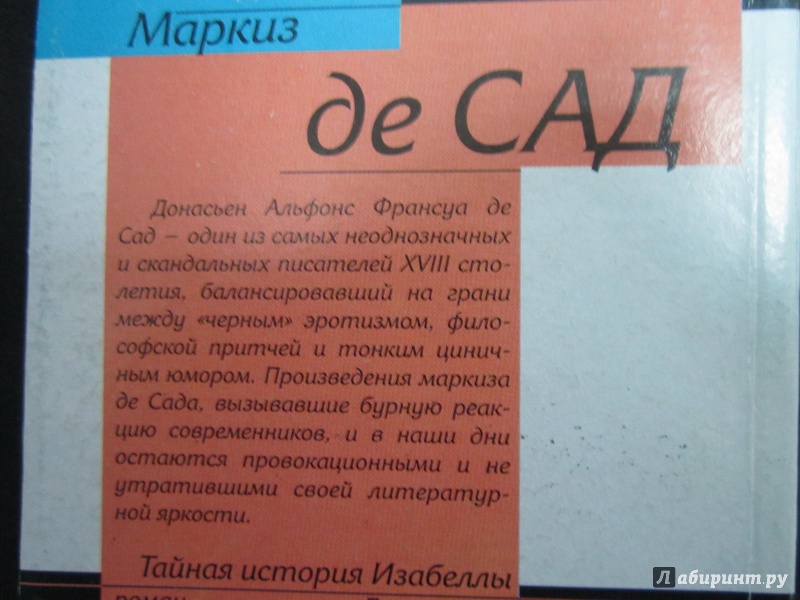 Маркиз
де САД
Донасьен Альфонс Франсуа де
Сад – один из самых неоднозначных
и скандальных писателей XVIII сто-
летия, балансировавший на грани
между «черным» эротизмом, фило-
софской притчей и тонким цинич-
ным юмором. Произведения маркиза
де Сада, вызывавшие бурную реак-
цию современников, и в наши дни
остаются провокационными и не
утратившими своей литератур-
ной яркости.
Тайная история Изабеллы
Лабиринт.ру